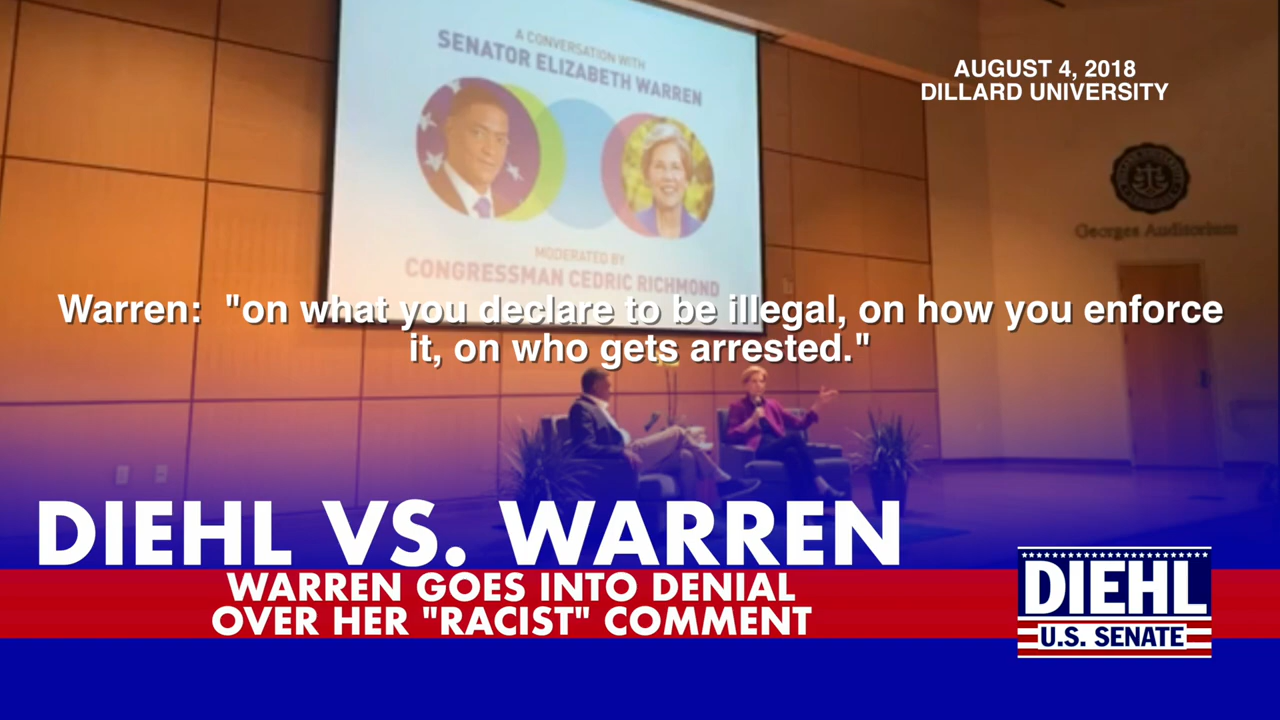 A CONVERSATION WITH
SENATOR ELIZABETH WARREN
MODERATED BY
CONGRESSMAN CEDRIC RICHMOND
AUGUST 4, 2018
DILLARD UNIVERSITY
Georges Auditorium
Warren: "on what you declare to be illegal, on how you enforce
it, on who gets arrested."
DIEHL VS. WARREN
WARREN GOES INTO DENIAL
OVER HER "RACIST" COMMENT
DIEHL
U.S. SENATE